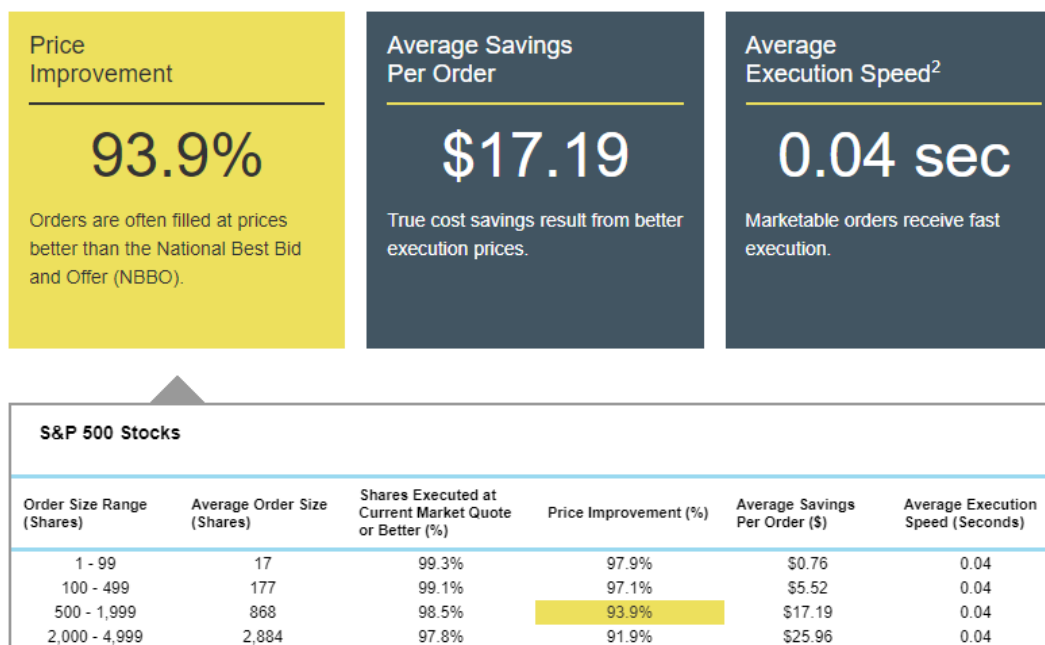 Price
Improvement
93.9%
Orders are often filled at prices
better than the National Best Bid
and Offer (NBBO).
Average Savings
Per Order
$17.19
True cost savings result from better
execution prices.
Average
Execution Speed2
0.04 sec
Marketable orders receive fast
execution.
S&P 500 Stocks
Order Size Range
(Shares)
Average Order Size
(Shares)
Shares Executed at
Current Market Quote
or Better (%)
Price Improvement (%)
Average Savings
Per Order ($)
Average Execution
Speed (Seconds)
1 - 99 17 99.3% 97.9% $0.76 0.04
100 - 499 177 99.1% 97.1% $5.52 0.04
500 - 1,999 868 98.5% 93.9% $17.19 0.04
2,000 - 4,999 2,884 97.8% 91.9% $25.96 0.04